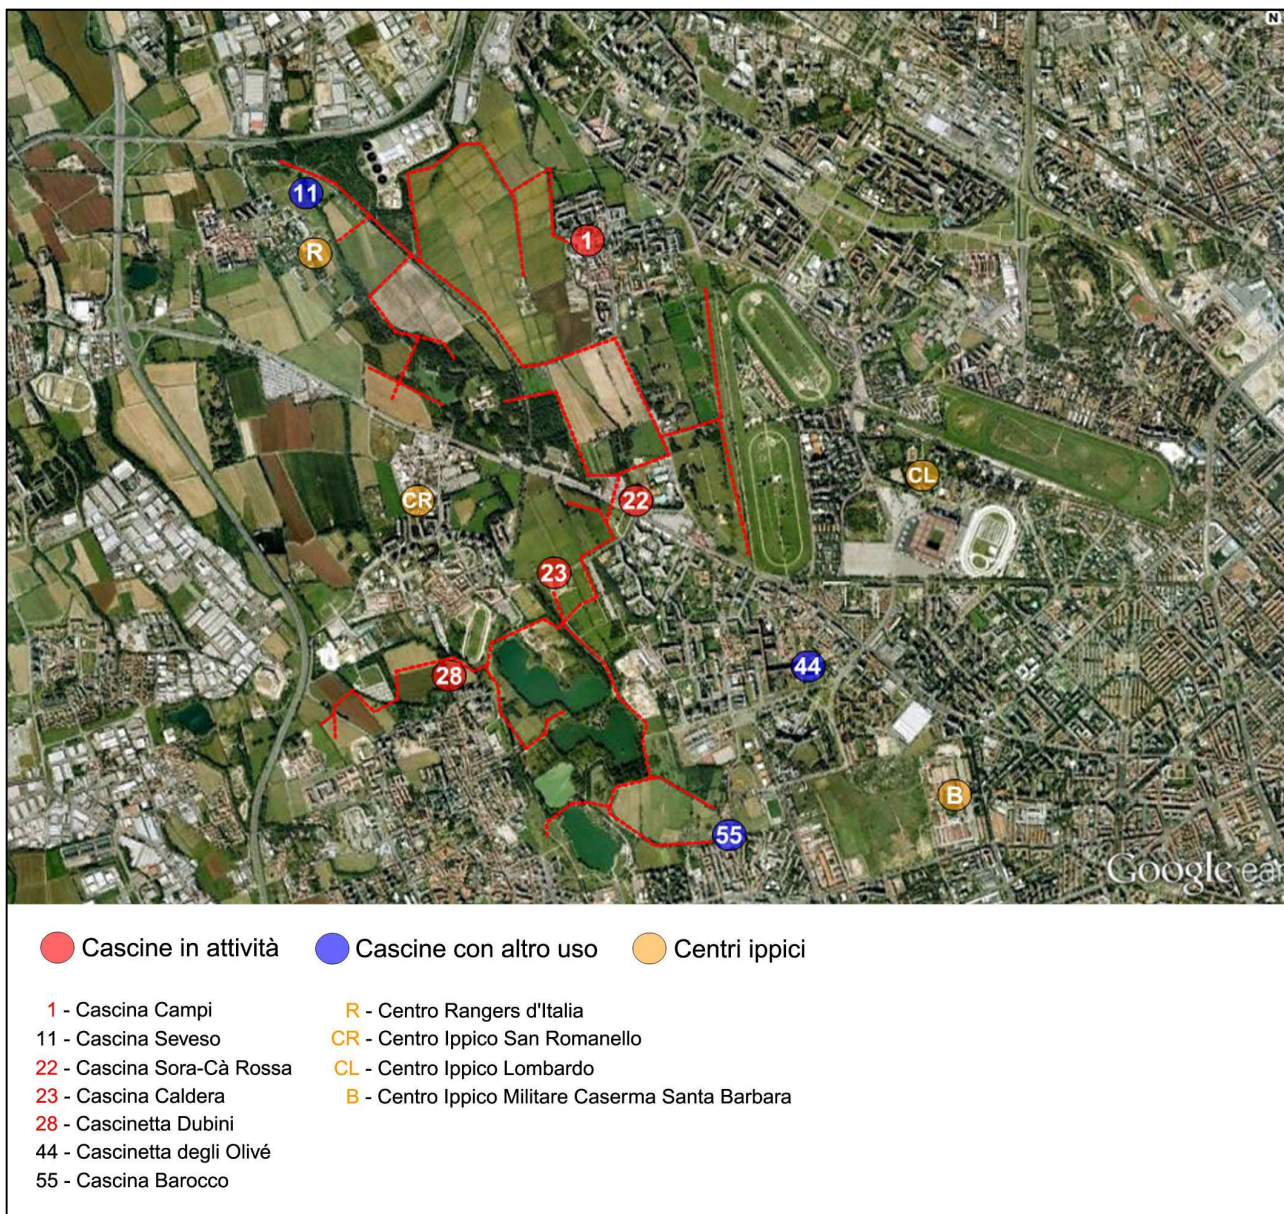 N
11
R
1
CL
CR
22
23
28
44
B
55
Google ear
Cascine in attività
Cascine con altro uso
Centri ippici
1 - Cascina Campi
11 - Cascina Seveso
22 - Cascina Sora-Cà Rossa
23 - Cascina Caldera
28 - Cascinetta Dubini
44 - Cascinetta degli Olivé
55 - Cascina Barocco
R - Centro Rangers d'Italia
CR - Centro Ippico San Romanello
CL - Centro Ippico Lombardo
B - Centro Ippico Militare Caserma Santa Barbara